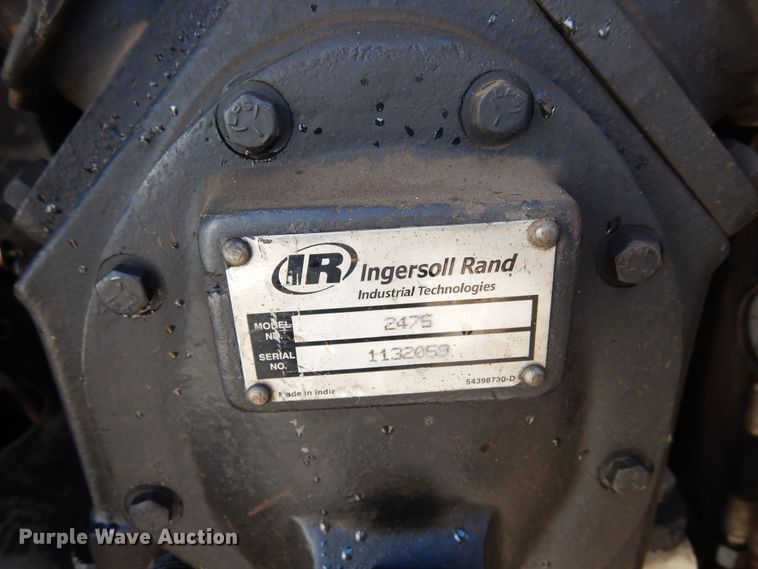 IR Ingersoll Rand
Industrial Technologies
MODEL NO. 2475
SERIAL NO. 1132069
Made in India 54398730-D
Purple Wave Auction